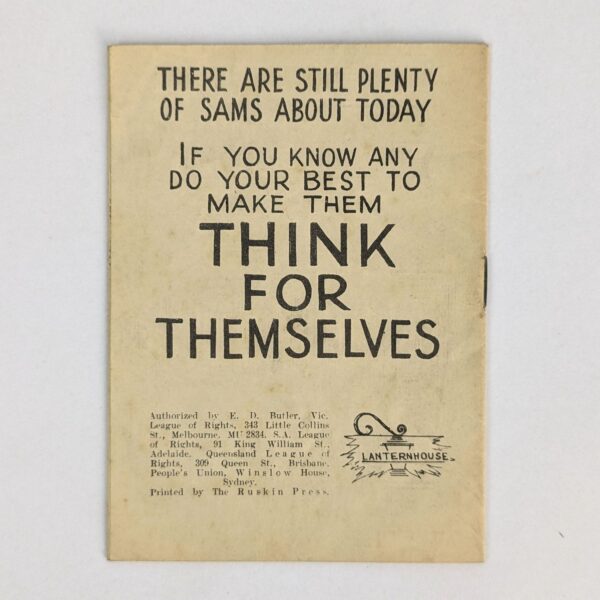 THERE ARE STILL PLENTY
OF SAMS ABOUT TODAY
IF YOU KNOW ANY
DO YOUR BEST TO
MAKE THEM
THINK
FOR
THEMSELVES
Authorized by E. D. Butler, Vic.
League of Rights, 343 Little Collins
St., Melbourne. MU 2834. S.A. League
of Rights, 91 King William St.,
Adelaide. Queensland League of
Rights, 309 Queen St., Brisbane.
People's Union, Winslow House,
Sydney.
Printed by The Ruskin Press.
LANTERNHOUSE